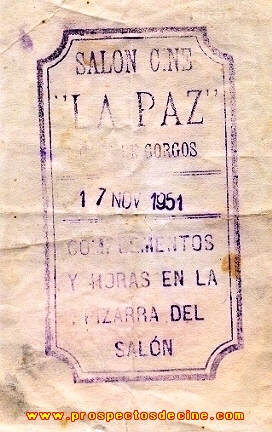 SALON CINE
"LA PAZ"
GORGOS
17 NOV 1951
COMPLEMENTOS
Y HORAS EN LA
PIZARRA DEL
SALÓN
www.prospectosdecine.com